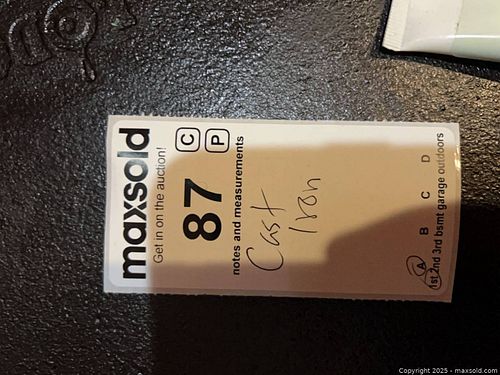 maxsold
Get in on the auction!
C
P
87
notes and measurements
Cast
Iron
A B C D
1st 2nd 3rd bsmt garage outdoors
Copyright 2025 - maxsold.com